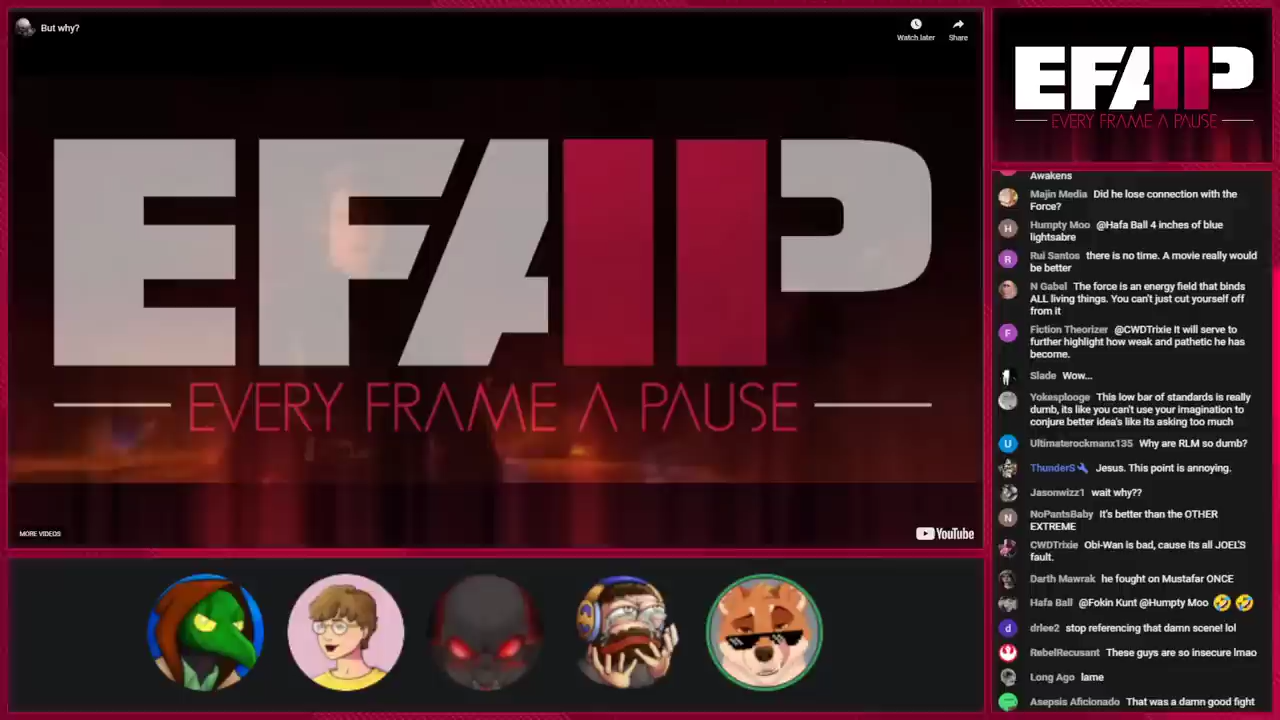 But why?
Watch later
Share
EFAP
EVERY FRAME A PAUSE
MORE VIDEOS
YouTube
EFAP
EVERY FRAME A PAUSE
Awakens
Majin Media Did he lose connection with the
Force?
Humpty Moo @Hafa Ball 4 inches of blue
lightsabre
Rui Santos there is no time. A movie really would
be better
N Gabel The force is an energy field that binds
ALL living things. You can't just cut yourself off
from it
Fiction Theorizer @CWDTrixie It will serve to
further highlight how weak and pathetic he has
become.
Slade Wow...
Yokesplooge This low bar of standards is really
dumb, its like you can't use your imagination to
conjure better idea's like its asking too much
Ultimaterockmanx135 Why are RLM so dumb?
ThunderS Jesus. This point is annoying.
Jasonwizz1 wait why??
NoPantsBaby It's better than the OTHER
EXTREME
CWDTrixie Obi-Wan is bad, cause its all JOEL'S
fault.
Darth Mawrak he fought on Mustafar ONCE
Hafa Ball @Fokin Kunt @Humpty Moo 🤣 🤣
drlee2 stop referencing that damn scene! lol
RebelRecusant These guys are so insecure lmao
Long Ago lame
Asepsis Aficionado That was a damn good fight